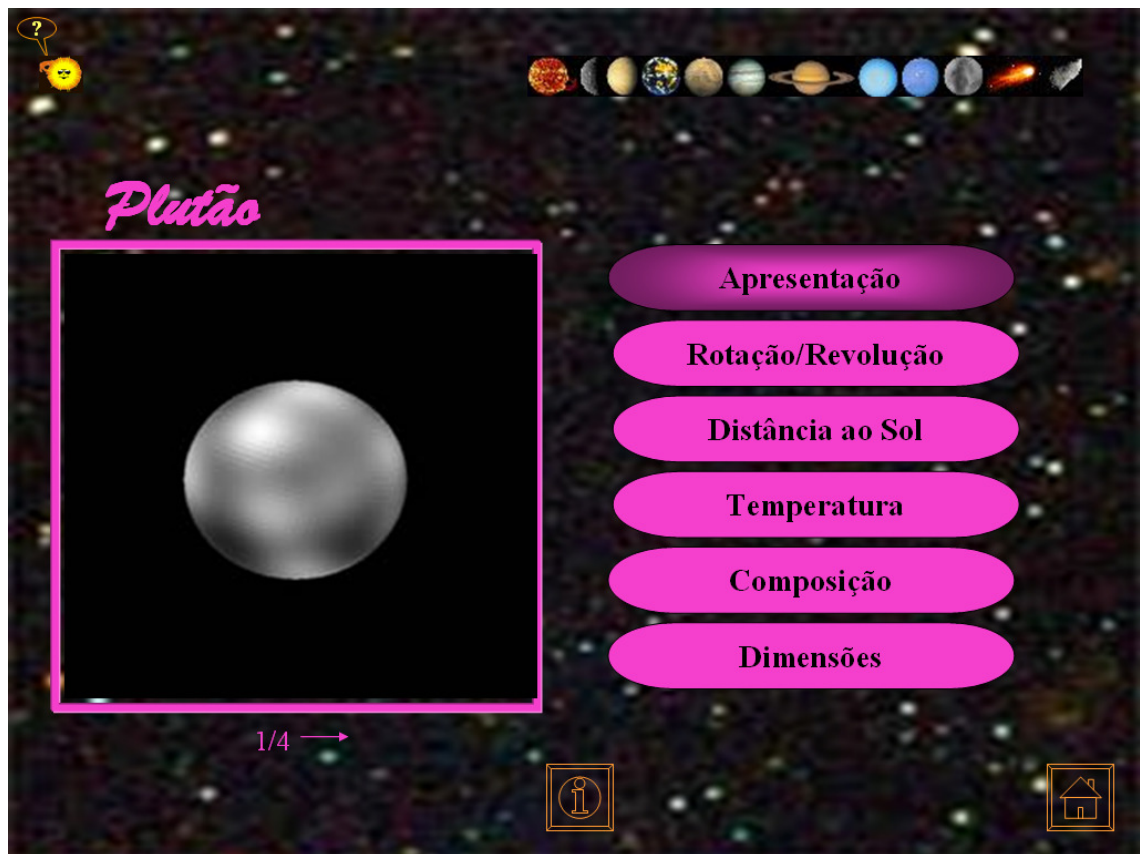 ?
Plutão
Apresentação
Rotação/Revolução
Distância ao Sol
Temperatura
Composição
Dimensões
1/4
i